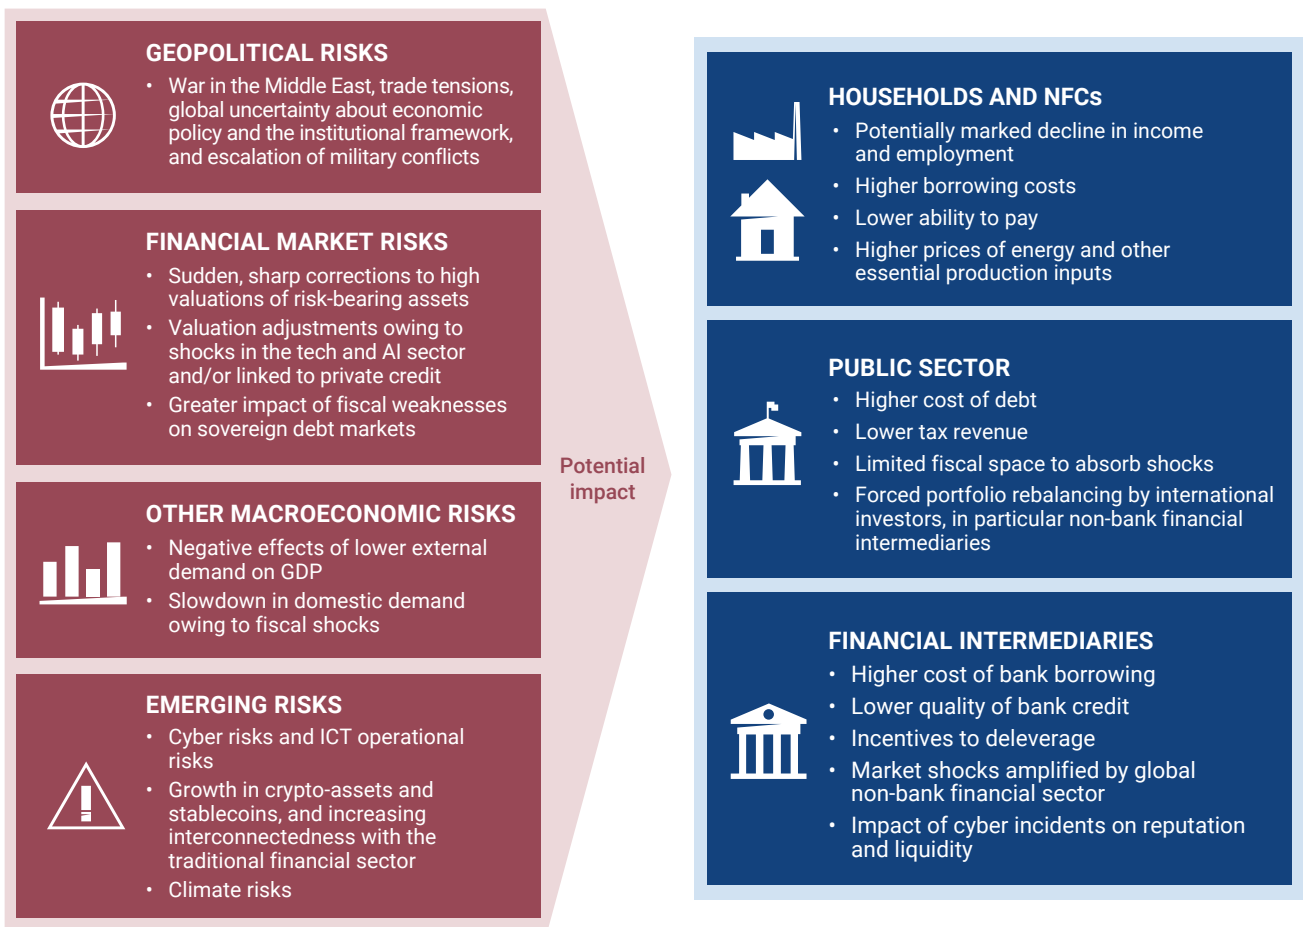 GEOPOLITICAL RISKS
• War in the Middle East, trade tensions,
global uncertainty about economic
policy and the institutional framework,
and escalation of military conflicts
FINANCIAL MARKET RISKS
• Sudden, sharp corrections to high
valuations of risk-bearing assets
• Valuation adjustments owing to
shocks in the tech and AI sector
and/or linked to private credit
• Greater impact of fiscal weaknesses
on sovereign debt markets
OTHER MACROECONOMIC RISKS
• Negative effects of lower external
demand on GDP
• Slowdown in domestic demand
owing to fiscal shocks
EMERGING RISKS
• Cyber risks and ICT operational
risks
• Growth in crypto-assets and
stablecoins, and increasing
interconnectedness with the
traditional financial sector
• Climate risks
Potential
impact
HOUSEHOLDS AND NFCs
• Potentially marked decline in income
and employment
• Higher borrowing costs
• Lower ability to pay
• Higher prices of energy and other
essential production inputs
PUBLIC SECTOR
• Higher cost of debt
• Lower tax revenue
• Limited fiscal space to absorb shocks
• Forced portfolio rebalancing by international
investors, in particular non-bank financial
intermediaries
FINANCIAL INTERMEDIARIES
• Higher cost of bank borrowing
• Lower quality of bank credit
• Incentives to deleverage
• Market shocks amplified by global
non-bank financial sector
• Impact of cyber incidents on reputation
and liquidity